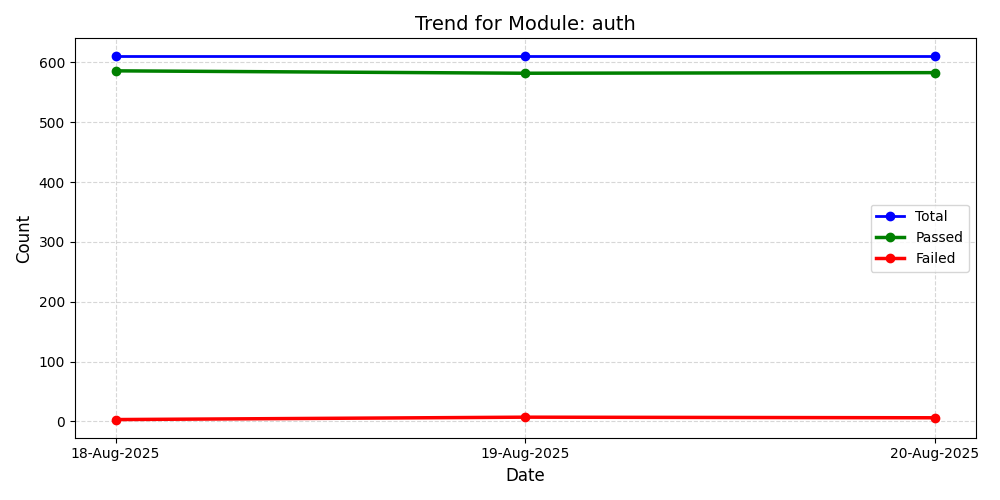 Trend for Module: auth
600
500
400
300
200
100
0
Count
Total
Passed
Failed
18-Aug-2025
19-Aug-2025
20-Aug-2025
Date